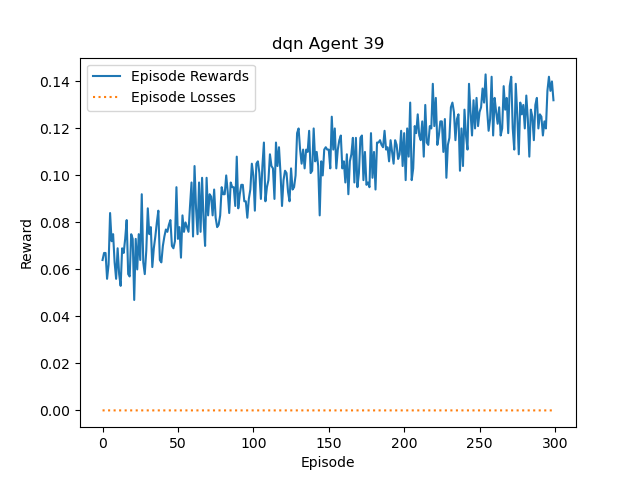 dqn Agent 39
Episode Rewards
Episode Losses
Reward
0.14
0.12
0.10
0.08
0.06
0.04
0.02
0.00
0 50 100 150 200 250 300
Episode